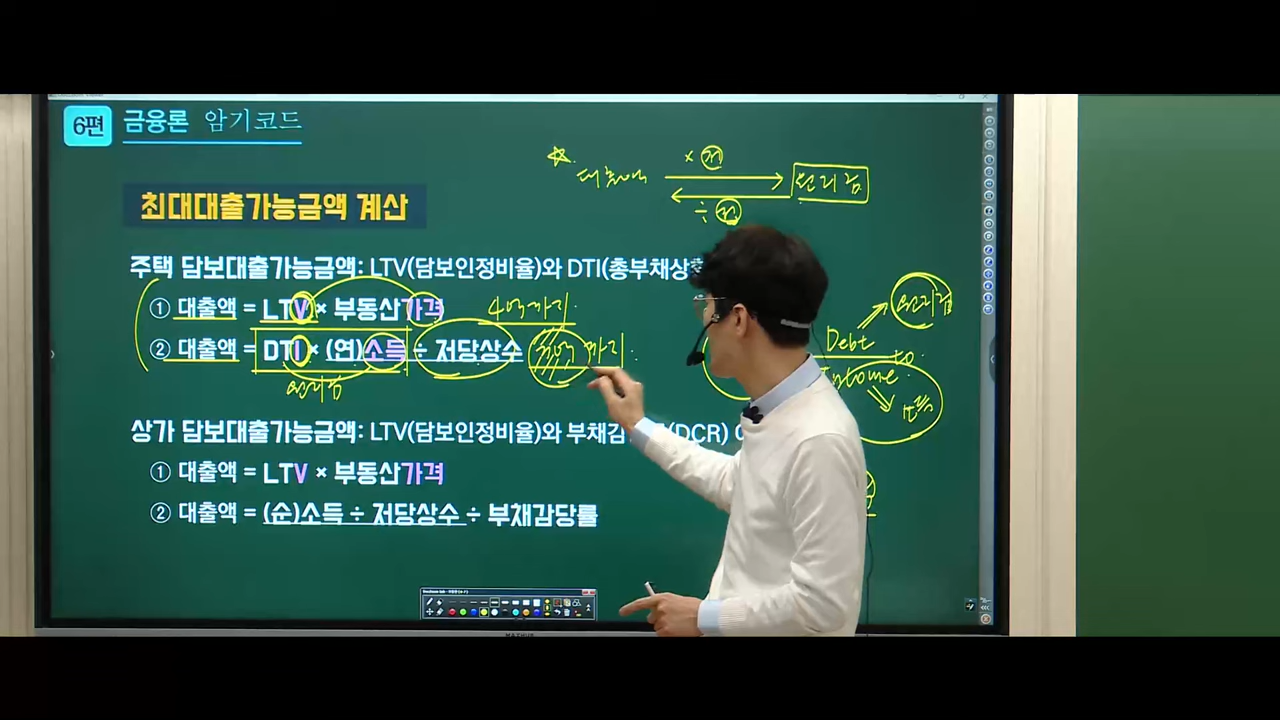 6편 금융론 암기코드
× 저
대출액 원리금
÷ 저
최대대출가능금액 계산
주택 담보대출가능금액: LTV(담보인정비율)와 DTI(총부채상환
① 대출액 = LTV × 부동산가격 4억까지
② 대출액 = DTI × (연)소득 ÷ 저당상수 까지
원리금
원리금
Debt
to
Income
소득
상가 담보대출가능금액: LTV(담보인정비율)와 부채감 (DCR)
① 대출액 = LTV × 부동산가격
② 대출액 = (순)소득 ÷ 저당상수 ÷ 부채감당률